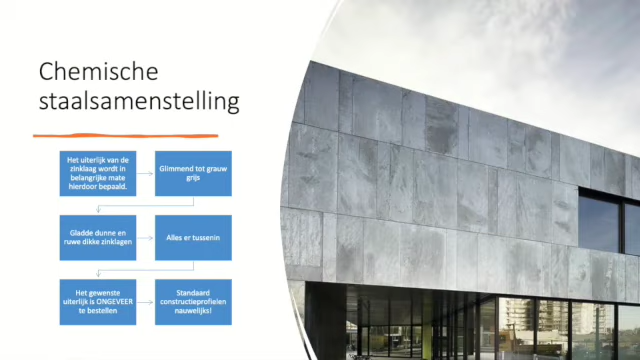 Chemische
staalsamenstelling
Het uiterlijk van de
zinklaag wordt in
belangrijke mate
hierdoor bepaald.
Glimmend tot grauw
grijs
Gladde dunne en
ruwe dikke zinklagen
Alles er tussenin
Het gewenste
uiterlijk is ONGEVEER
te bestellen
Standaard
constructieprofielen
nauwelijks!